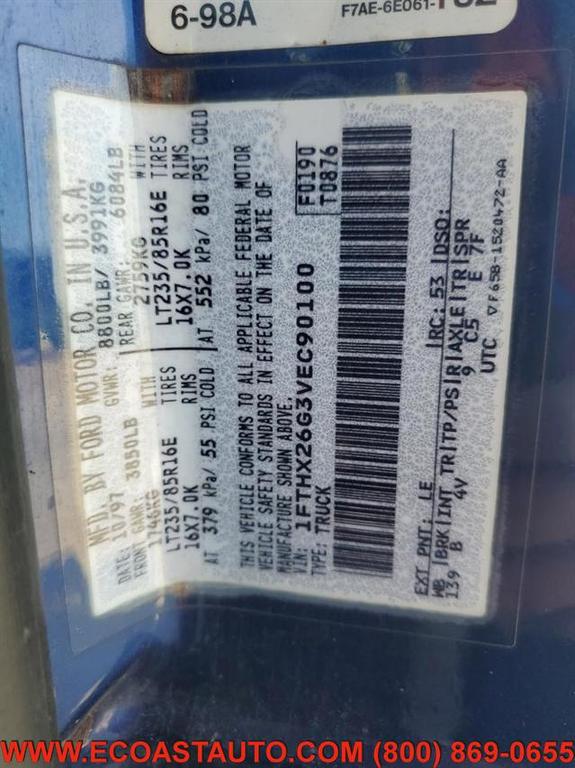 6-98A
F7AE-6E061-
MFD. BY FORD MOTOR CO. IN U.S.A.
DATE: 10/97 GVWR: 8800LB/ 3991KG
FRONT GAWR: 3850LB REAR GAWR: 6084LB
1746KG WITH 2759KG WITH
LT235/85R16E TIRES LT235/85R16E TIRES
16X7.0K RIMS 16X7.0K RIMS
AT 379 kPa/ 55 PSI COLD AT 552 kPa/ 80 PSI COLD
THIS VEHICLE CONFORMS TO ALL APPLICABLE FEDERAL MOTOR
VEHICLE SAFETY STANDARDS IN EFFECT ON THE DATE OF
MANUFACTURE SHOWN ABOVE.
VIN: 1FTHX26G3VEC90100
TYPE: TRUCK
F0190
T0876
EXT PNT: LE RC: 53 DSO:
WB BRK INT TR TP/PS R AXLE TR SPR
139 B 4V 9 C5 E 7F
UTC ▽F65B-1520472-AA
WWW.ECOASTAUTO.COM (800) 869-0655